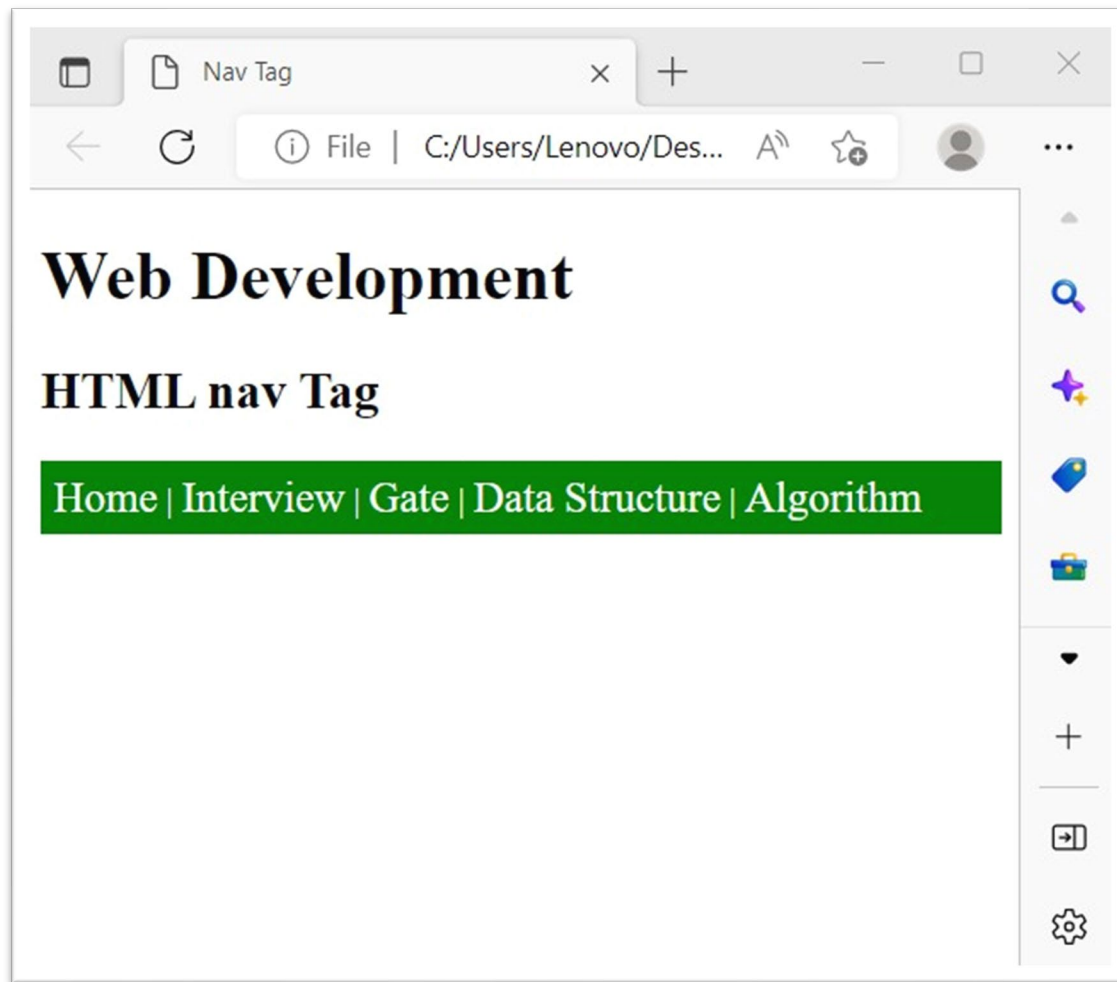 Nav Tag
File | C:/Users/Lenovo/Des... A
Web Development
HTML nav Tag
Home | Interview | Gate | Data Structure | Algorithm